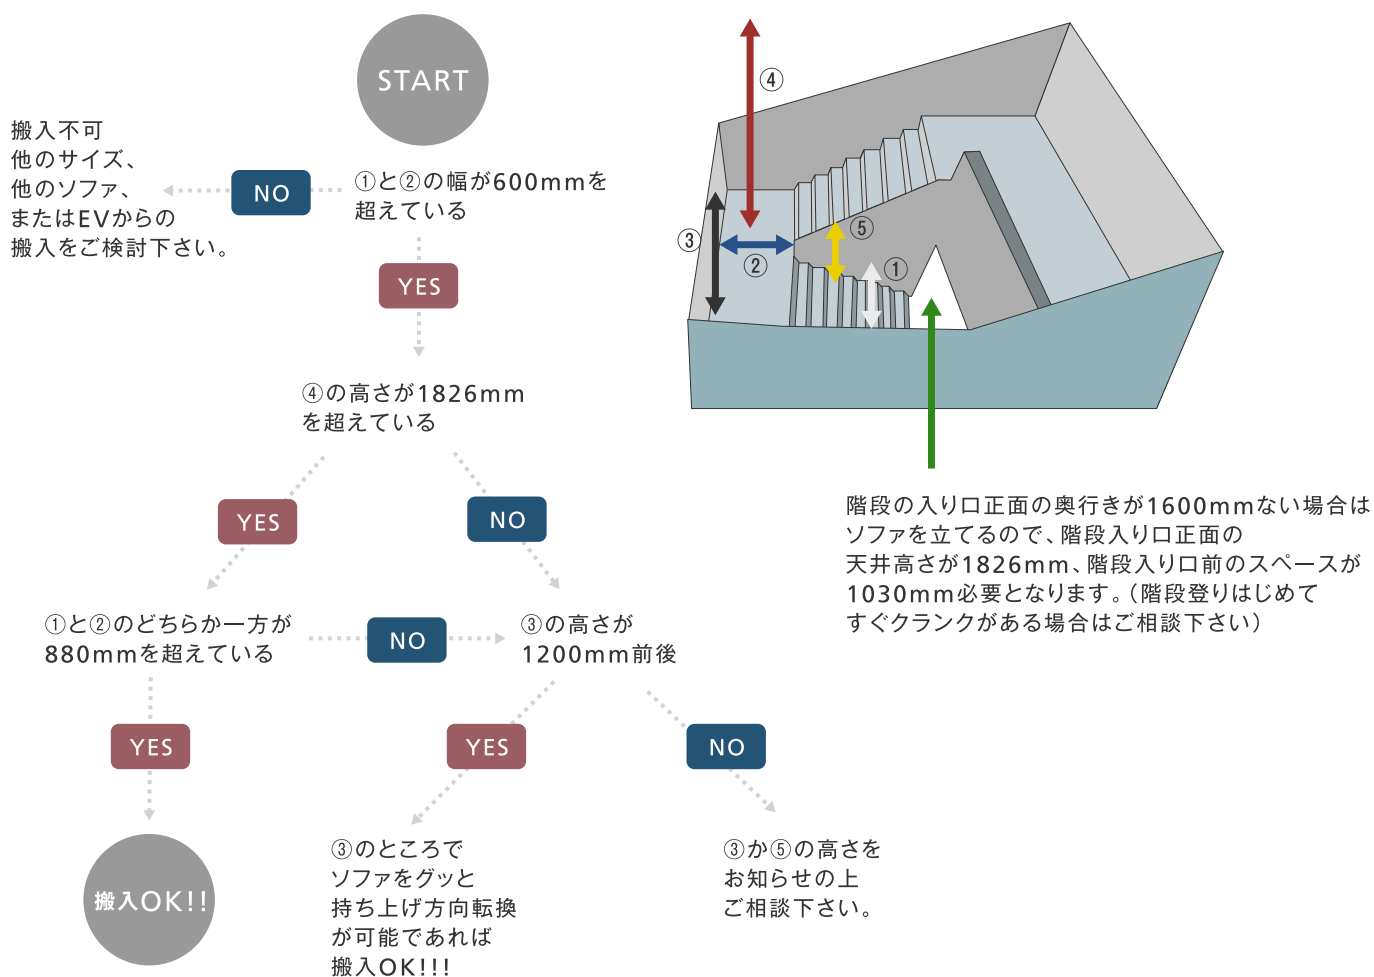 START
①と②の幅が600mmを
超えている
NO
搬入不可
他のサイズ、
他のソファ、
またはEVからの
搬入をご検討下さい。
YES
④の高さが1826mm
を超えている
YES
NO
①と②のどちらか一方が
880mmを超えている
NO
③の高さが
1200mm前後
YES
搬入OK!!
YES
③のところで
ソファをグッと
持ち上げ方向転換
が可能であれば
搬入OK!!!
NO
③か⑤の高さを
お知らせの上
ご相談下さい。
④
③
②
⑤
①
階段の入り口正面の奥行きが1600mmない場合は
ソファを立てるので、階段入り口正面の
天井高さが1826mm、階段入り口前のスペースが
1030mm必要となります。（階段登りはじめて
すぐクランクがある場合はご相談下さい）